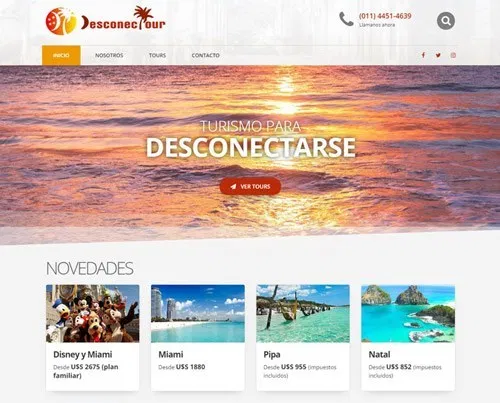 DesconecTour
(011) 4451-4639
Llamanos ahora
INICIO
NOSOTROS
TOURS
CONTACTO
TURISMO PARA
DESCONECTARSE
VER TOURS
NOVEDADES
Disney y Miami
Desde U$S 2675 (plan
familiar)
Miami
Desde U$S 1880
Pipa
Desde U$S 955 (impuestos
incluidos)
Natal
Desde U$S 852 (impuestos
incluidos)